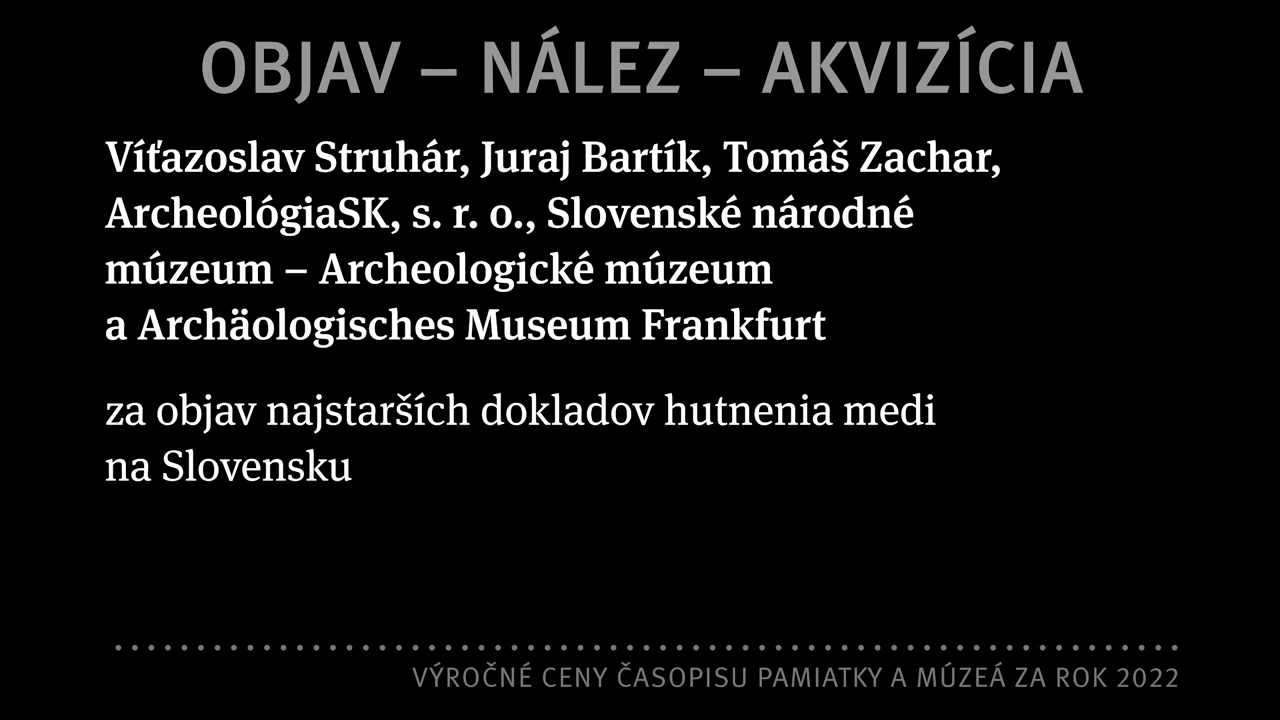 OBJAV – NÁLEZ – AKVIZÍCIA
Víťazoslav Struhár, Juraj Bartík, Tomáš Zachar,
ArcheológiaSK, s. r. o., Slovenské národné
múzeum – Archeologické múzeum
a Archäologisches Museum Frankfurt
za objav najstarších dokladov hutnenia medi
na Slovensku
VÝROČNÉ CENY ČASOPISU PAMIATKY A MÚZEÁ ZA ROK 2022